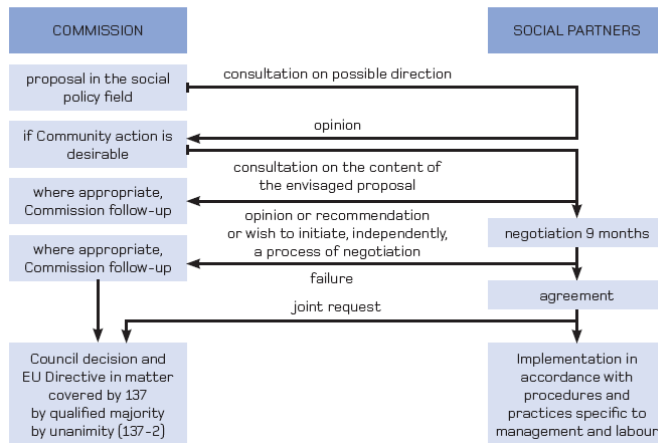 COMMISSION
SOCIAL PARTNERS
proposal in the social
policy field
consultation on possible direction
opinion
if Community action is
desirable
consultation on the content of
the envisaged proposal
where appropriate,
Commission follow-up
opinion or recommendation
or wish to initiate, independently,
a process of negotiation
negotiation 9 months
where appropriate,
Commission follow-up
failure
agreement
joint request
Council decision and
EU Directive in matter
covered by 137
by qualified majority
by unanimity (137-2)
Implementation in
accordance with
procedures and
practices specific to
management and labour